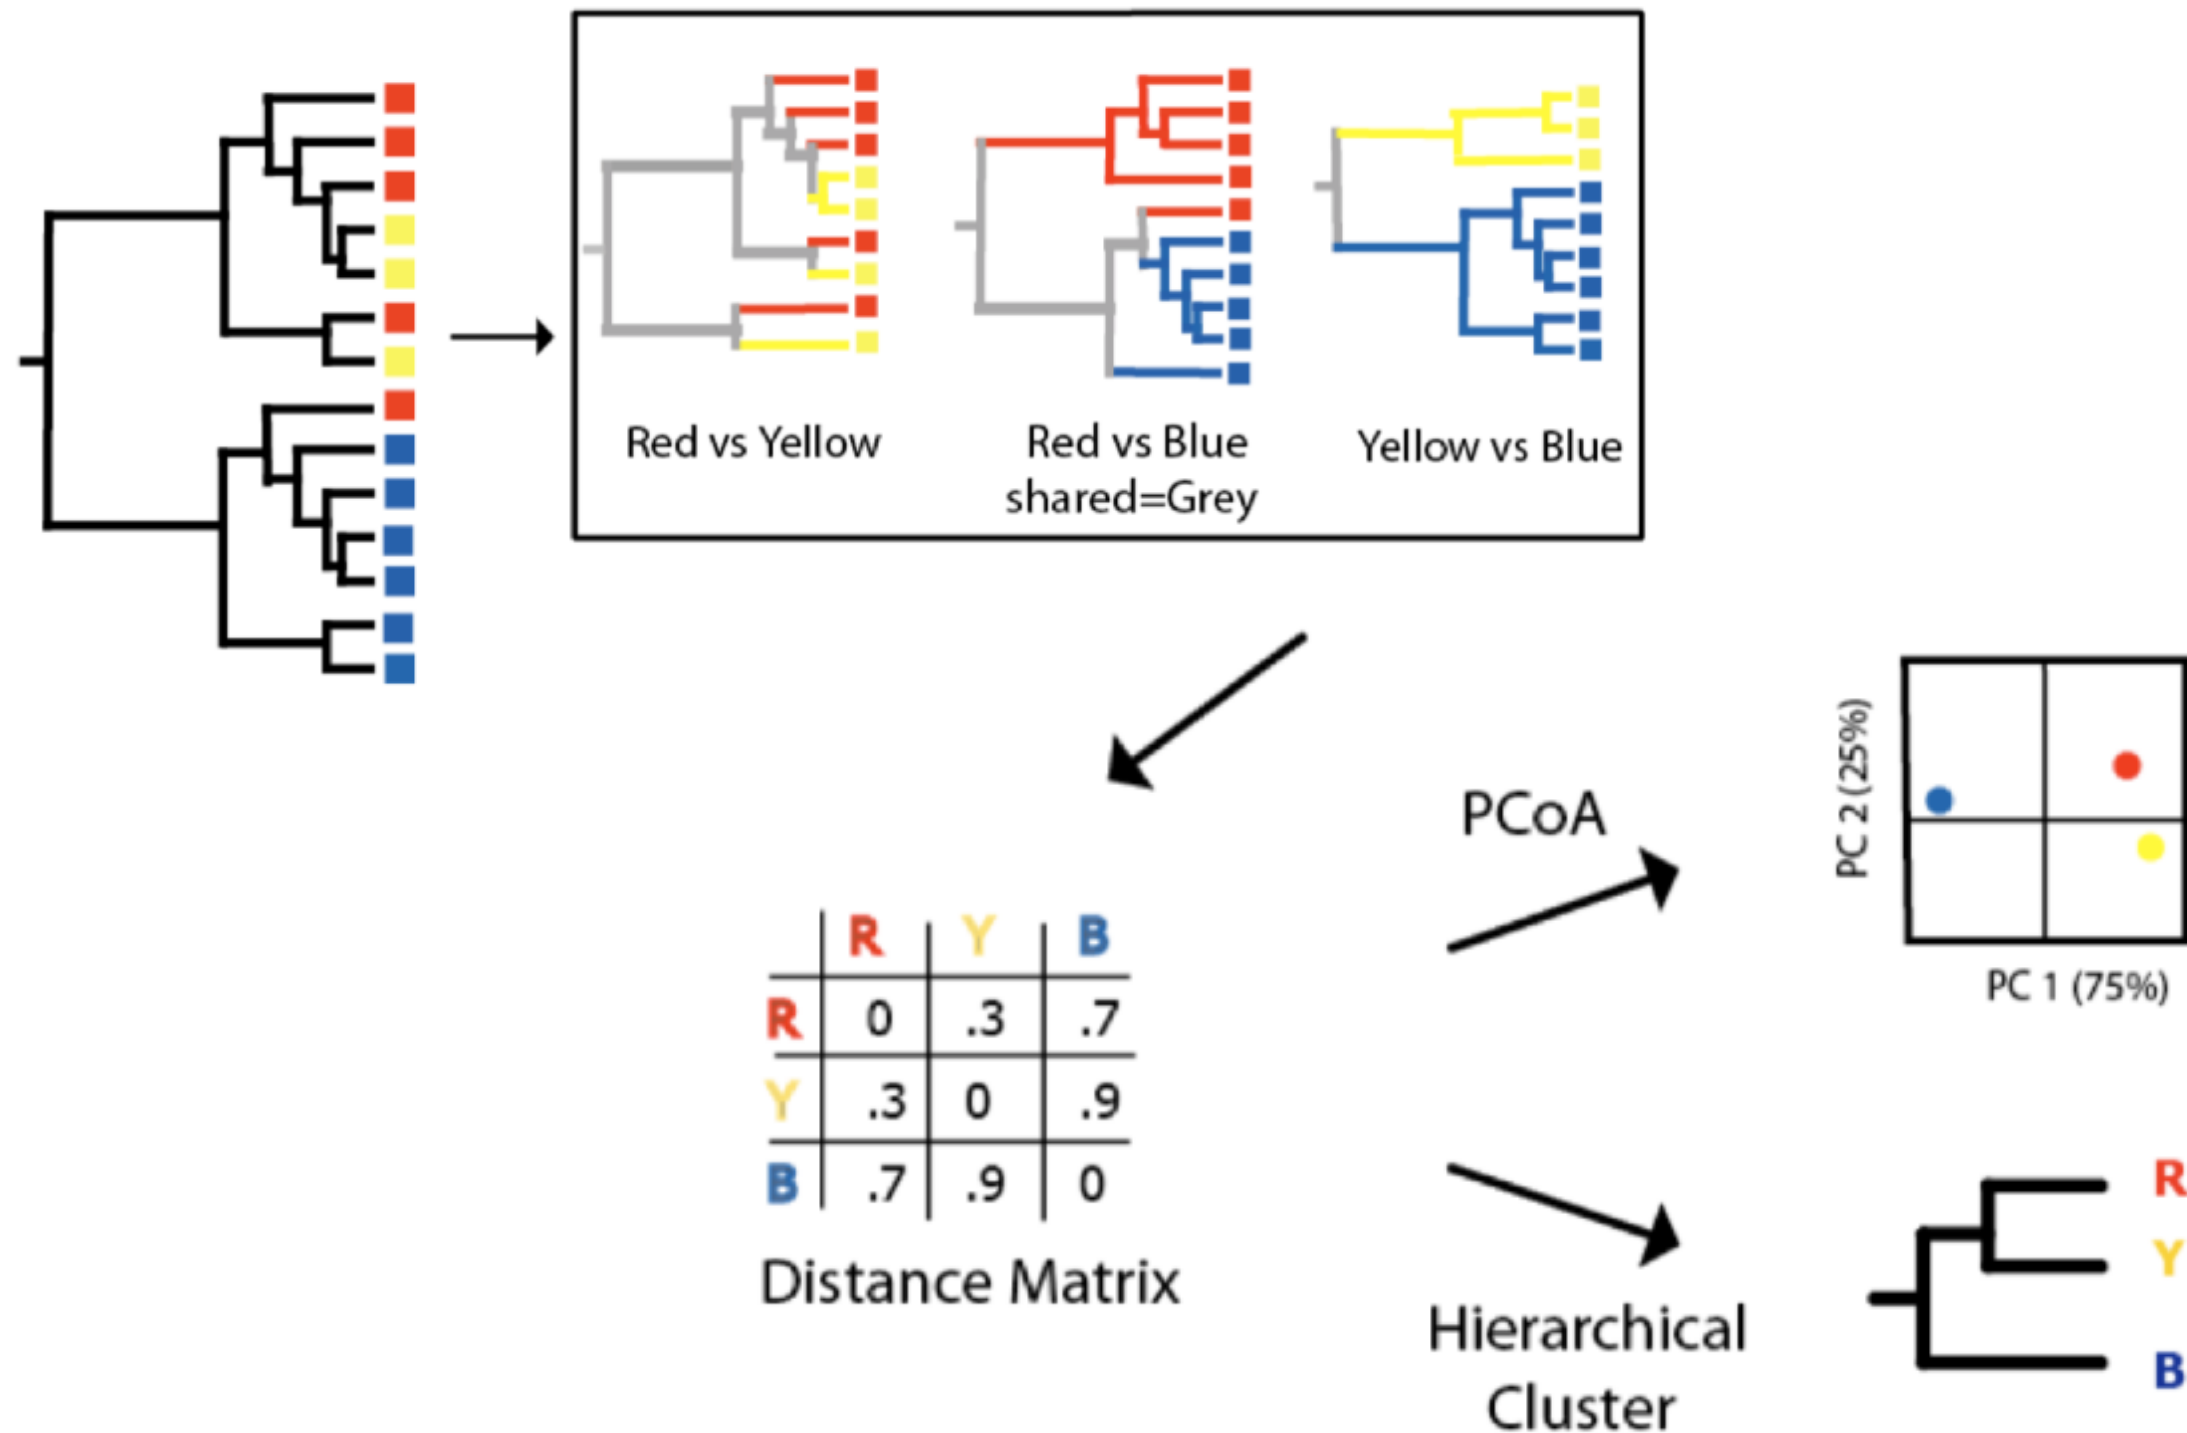 Red vs Yellow
Red vs Blue
shared=Grey
Yellow vs Blue
PCoA
PC 2 (25%)
PC 1 (75%)
R Y B
R 0 .3 .7
Y .3 0 .9
B .7 .9 0
Distance Matrix
Hierarchical
Cluster
R
Y
B